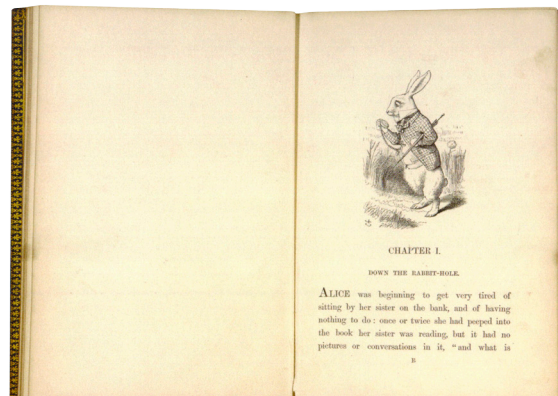 CHAPTER I.
DOWN THE RABBIT-HOLE.
ALICE was beginning to get very tired of
sitting by her sister on the bank, and of having
nothing to do: once or twice she had peeped into
the book her sister was reading, but it had no
pictures or conversations in it, “and what is
B